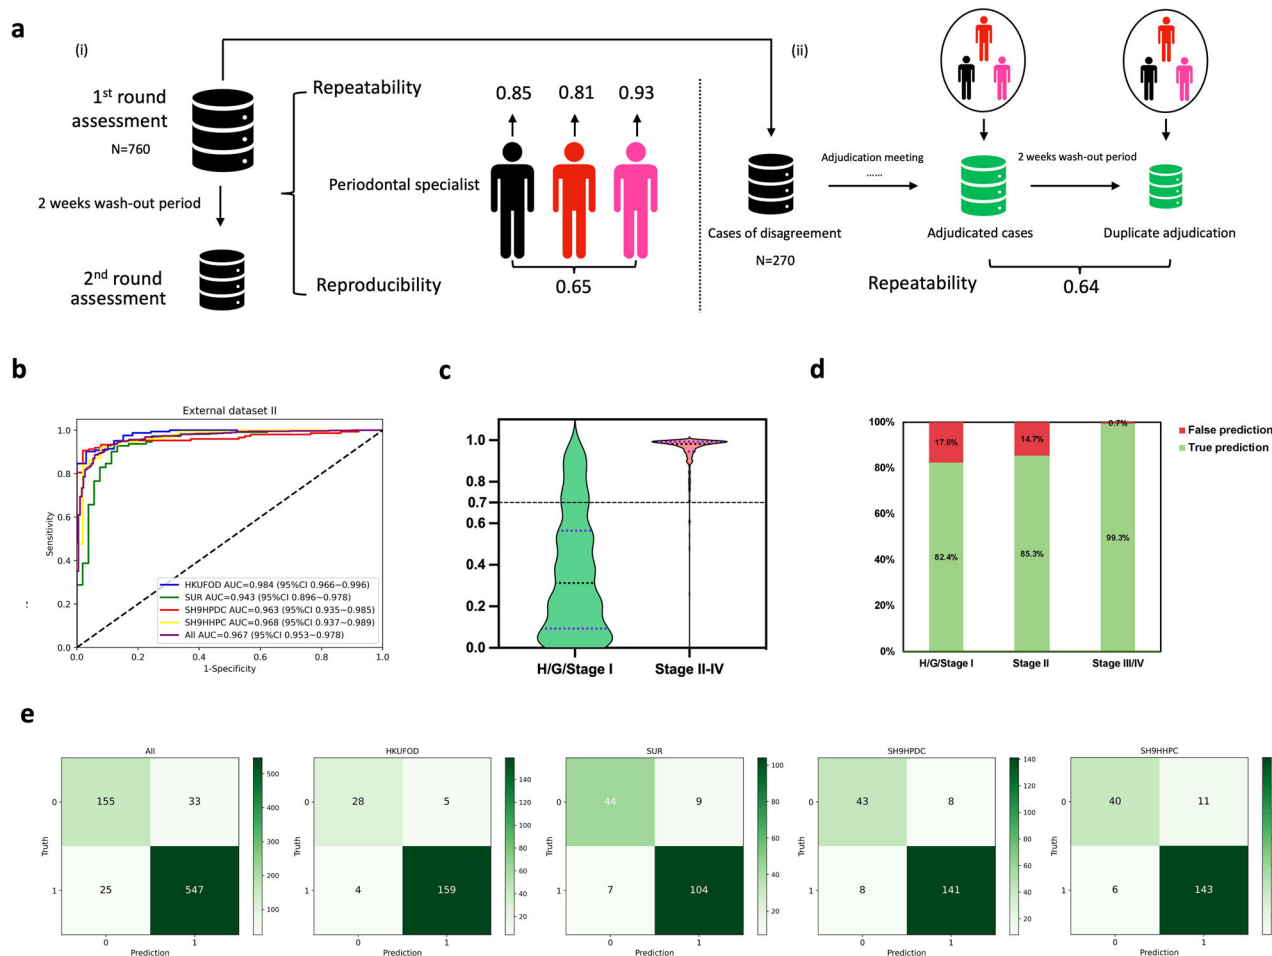 a
(i)
1st round
assessment
N=760
2 weeks wash-out period
2nd round
assessment
Repeatability
0.85
0.81
0.93
Periodontal specialist
Reproducibility
0.65
(ii)
Adjudication meeting
......
2 weeks wash-out period
Cases of disagreement
N=270
Adjudicated cases
Duplicate adjudication
Repeatability
0.64
b
External dataset II
Sensitivity
1.0
0.8
0.6
0.4
0.2
0.0
HKUFOD AUC=0.984 (95%CI 0.966~0.996)
SUR AUC=0.943 (95%CI 0.896~0.978)
SH9HPDC AUC=0.963 (95%CI 0.935~0.985)
SH9HHPC AUC=0.968 (95%CI 0.937~0.989)
All AUC=0.967 (95%CI 0.953~0.978)
0.0 0.2 0.4 0.6 0.8 1.0
1-Specificity
c
1.0
0.8
0.7
0.6
0.4
0.2
0.0
H/G/Stage I
Stage II-IV
d
100%
80%
60%
40%
20%
0%
17.6%
14.7%
0.7%
82.4%
85.3%
99.3%
H/G/Stage I
Stage II
Stage III/IV
False prediction
True prediction
e
All
Truth
0
1
155 33
25 547
0 1
Prediction
500
400
300
200
100
HKUFOD
Truth
0
1
28 5
4 159
0 1
Prediction
140
120
100
80
60
40
20
SUR
Truth
0
1
44 9
7 104
0 1
Prediction
100
80
60
40
20
SH9HPDC
Truth
0
1
43 8
8 141
0 1
Prediction
140
120
100
80
60
40
20
SH9HHPC
Truth
0
1
40 11
6 143
0 1
Prediction